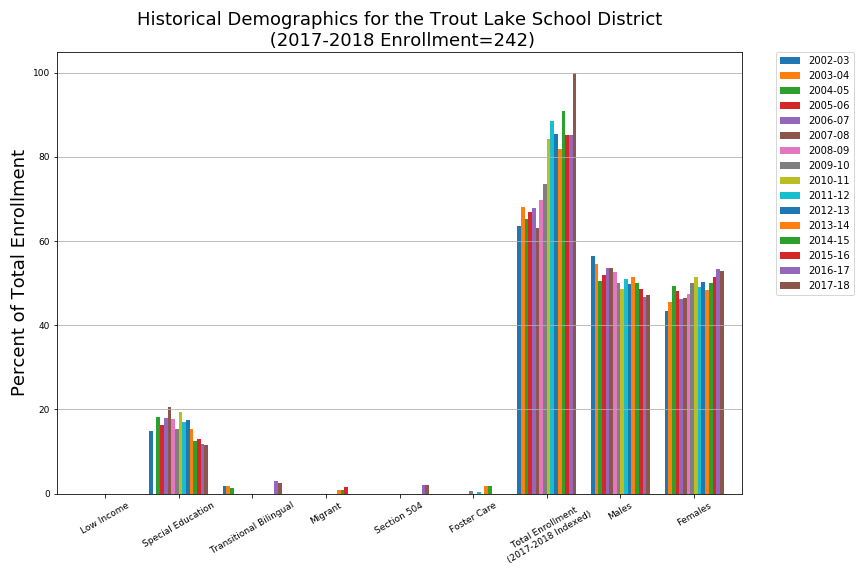 Historical Demographics for the Trout Lake School District
(2017-2018 Enrollment=242)
Percent of Total Enrollment
100
80
60
40
20
0
Low Income
Special Education
Transitional Bilingual
Migrant
Section 504
Foster Care
Total Enrollment
(2017-2018 Indexed)
Males
Females
2002-03
2003-04
2004-05
2005-06
2006-07
2007-08
2008-09
2009-10
2010-11
2011-12
2012-13
2013-14
2014-15
2015-16
2016-17
2017-18